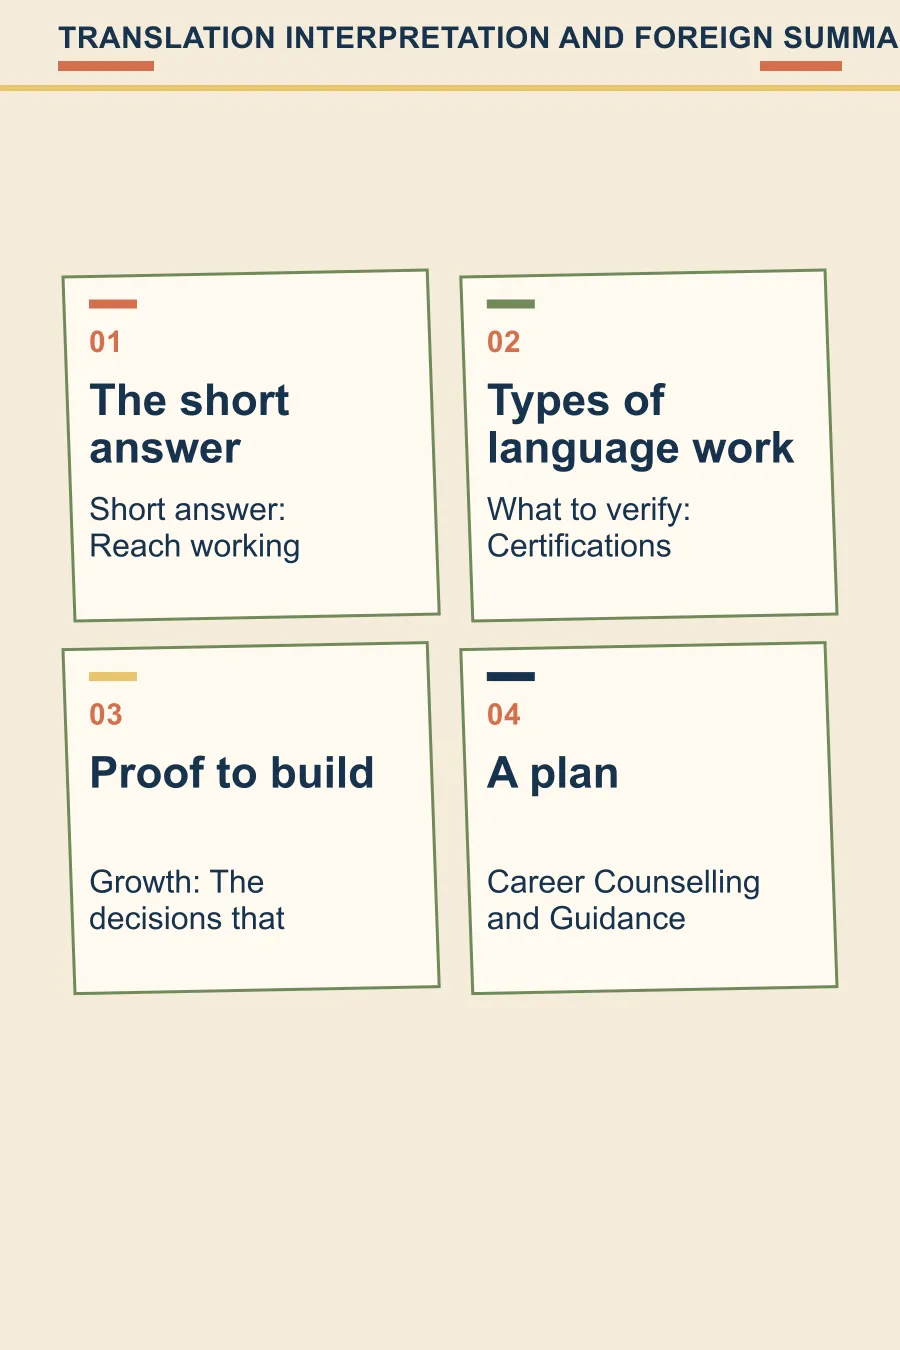 TRANSLATION INTERPRETATION AND FOREIGN SUMMA
01
The short
answer
Short answer:
Reach working
02
Types of
language work
What to verify:
Certifications
03
Proof to build
Growth: The
decisions that
04
A plan
Career Counselling
and Guidance